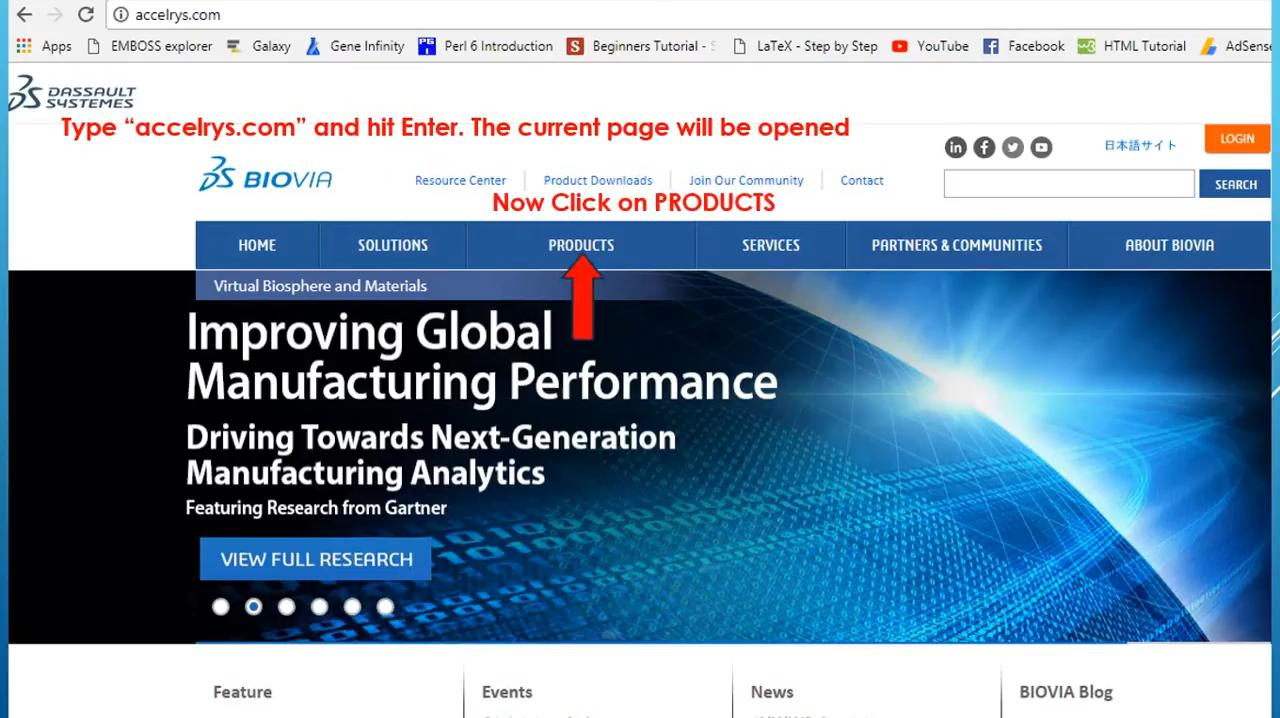 accelrys.com
Apps EMBOSS explorer Galaxy Gene Infinity Perl 6 Introduction Beginners Tutorial - LaTeX - Step by Step YouTube Facebook HTML Tutorial AdSense
DASSAULT
SYSTEMES
Type “accelrys.com” and hit Enter. The current page will be opened
日本語サイト LOGIN
BIOVIA Resource Center Product Downloads Join Our Community Contact SEARCH
Now Click on PRODUCTS
HOME SOLUTIONS PRODUCTS SERVICES PARTNERS & COMMUNITIES ABOUT BIOVIA
Virtual Biosphere and Materials
Improving Global
Manufacturing Performance
Driving Towards Next-Generation
Manufacturing Analytics
Featuring Research from Gartner
VIEW FULL RESEARCH
Feature Events News BIOVIA Blog